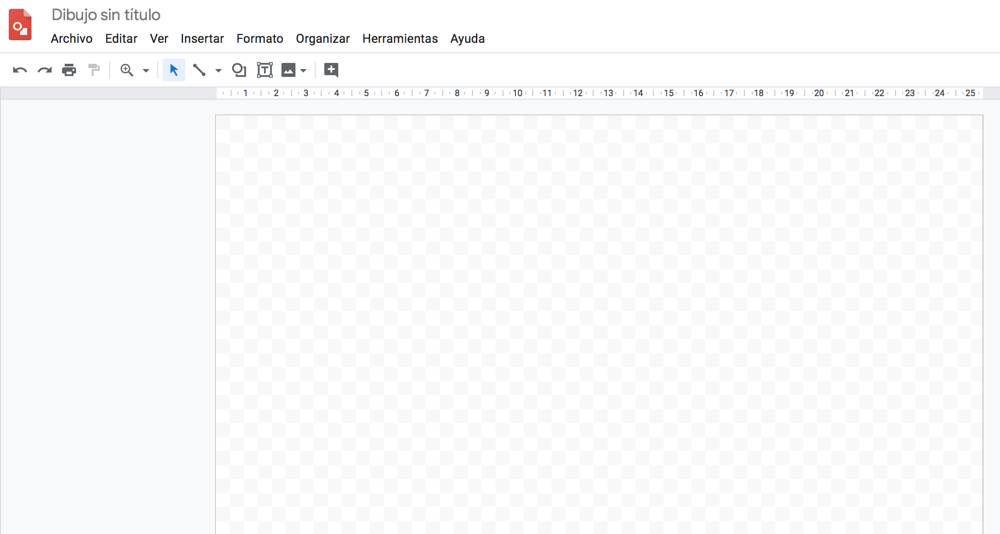 Dibujo sin título
Archivo Editar Ver Insertar Formato Organizar Herramientas Ayuda
1 2 3 4 5 6 7 8 9 10 11 12 13 14 15 16 17 18 19 20 21 22 23 24 25